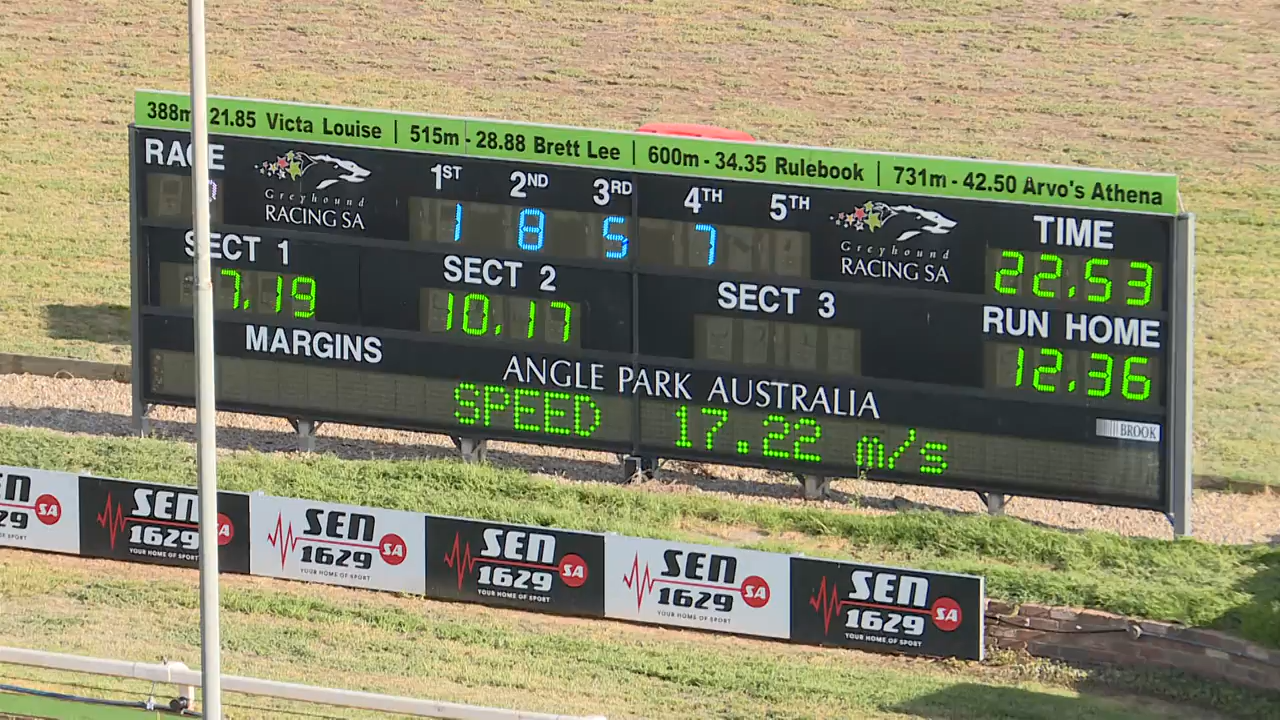 388m - 21.85 Victa Louise | 515m - 28.88 Brett Lee | 600m - 34.35 Rulebook | 731m - 42.50 Arvo's Athena
RACE
Greyhound
RACING SA
1ST 2ND 3RD 4TH 5TH
1 8 5 7
Greyhound
RACING SA
TIME
22.53
SECT 1
7.19
SECT 2
10.17
SECT 3
RUN HOME
12.36
MARGINS
ANGLE PARK AUSTRALIA
SPEED 17.22 m/s
BROOK
SEN
1629
SA
YOUR HOME OF SPORT
SEN
1629
SA
YOUR HOME OF SPORT
SEN
1629
SA
YOUR HOME OF SPORT
SEN
1629
SA
YOUR HOME OF SPORT
SEN
1629
SA
YOUR HOME OF SPORT